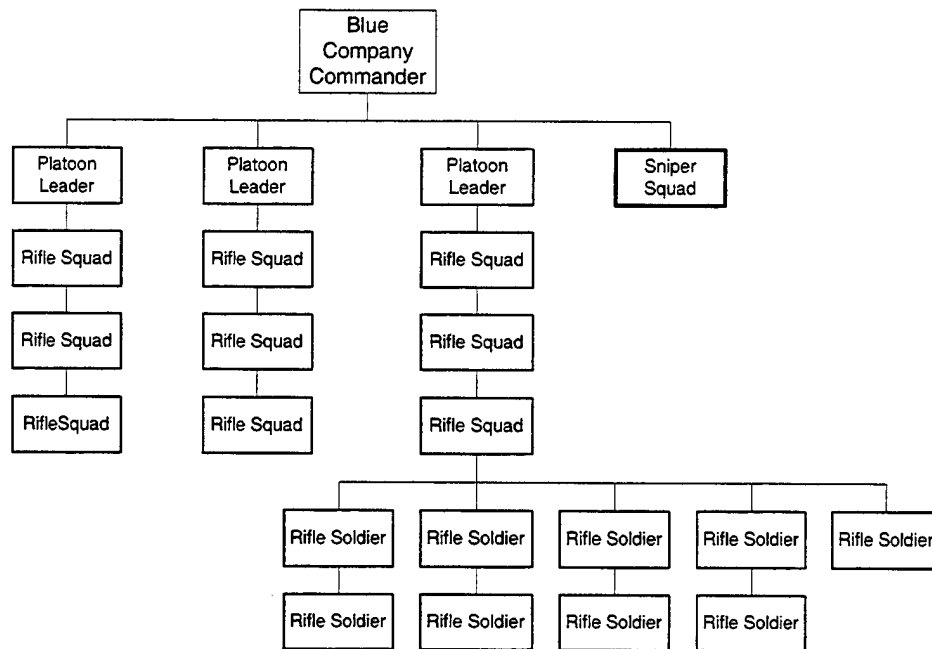 Blue
Company
Commander
Platoon
Leader
Platoon
Leader
Platoon
Leader
Sniper
Squad
Rifle Squad
Rifle Squad
Rifle Squad
Rifle Squad
Rifle Squad
Rifle Squad
RifleSquad
Rifle Squad
Rifle Squad
Rifle Soldier
Rifle Soldier
Rifle Soldier
Rifle Soldier
Rifle Soldier
Rifle Soldier
Rifle Soldier
Rifle Soldier
Rifle Soldier